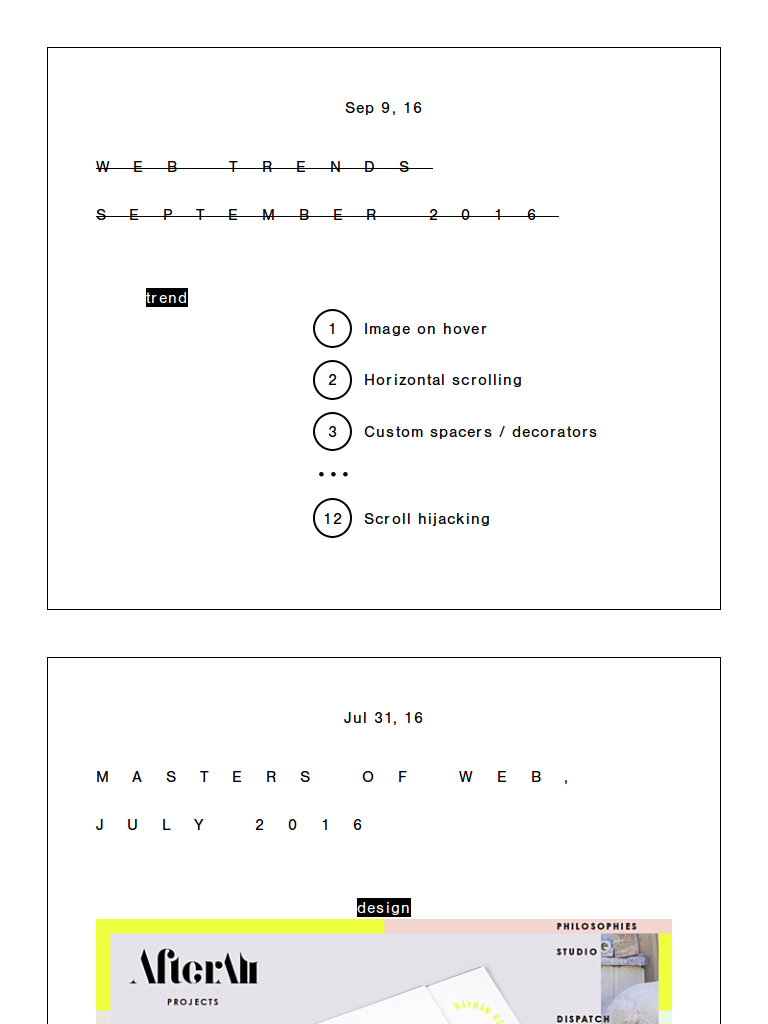 Sep 9, 16
WEB TRENDS
SEPTEMBER 2016
trend
1 Image on hover
2 Horizontal scrolling
3 Custom spacers / decorators
•••
12 Scroll hijacking
Jul 31, 16
MASTERS OF WEB,
JULY 2016
design
PHILOSOPHIES
AfterAll
STUDIO
PROJECTS
DISPATCH